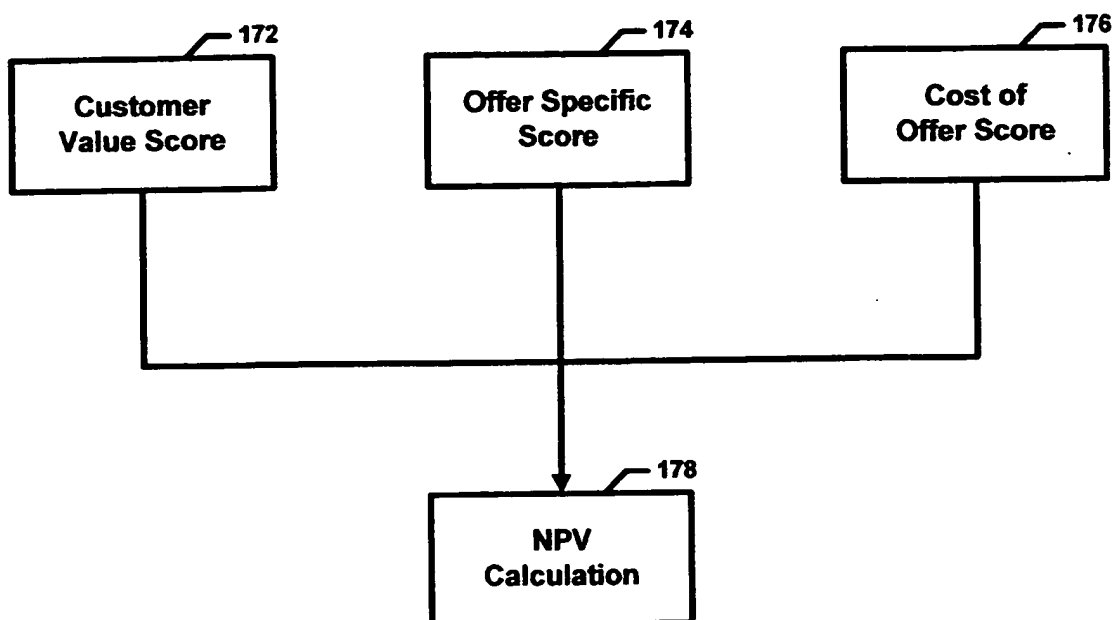 172
174
176
Customer
Value Score
Offer Specific
Score
Cost of
Offer Score
178
NPV
Calculation